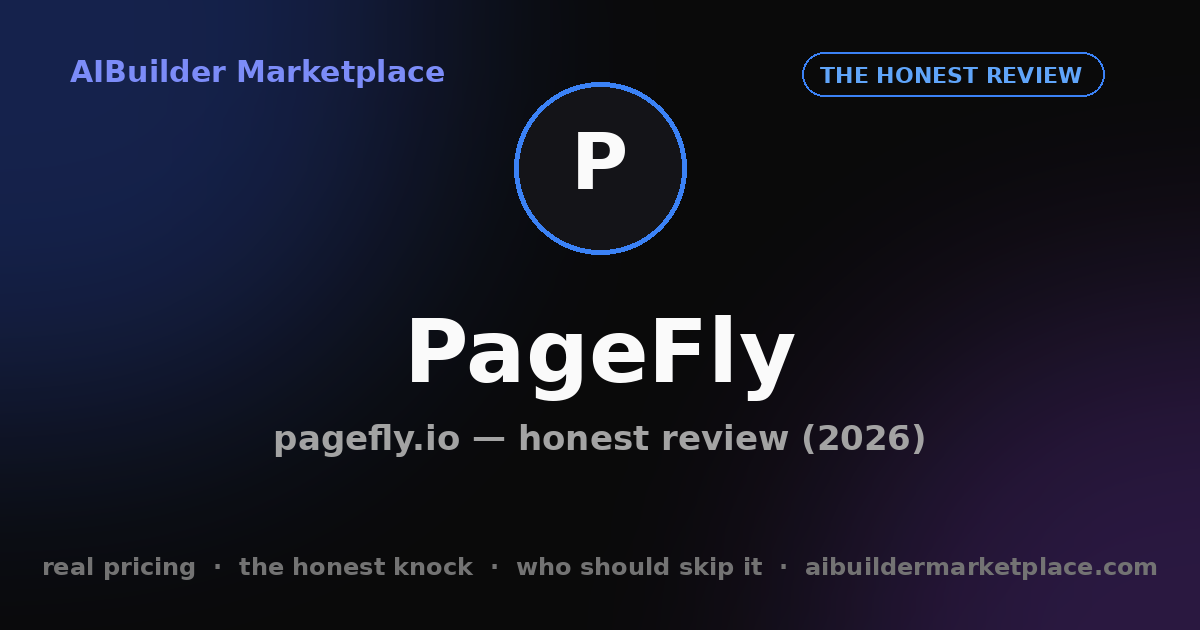 AIBuilder Marketplace
THE HONEST REVIEW
P
PageFly
pagefly.io — honest review (2026)
real pricing · the honest knock · who should skip it · aibuildermarketplace.com